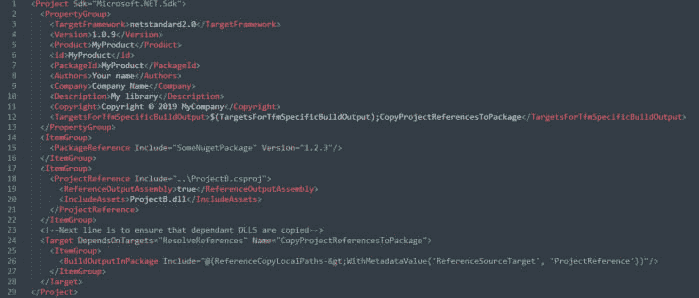 1 <Project Sdk="Microsoft.NET.Sdk">
2 <PropertyGroup>
3 <TargetFramework>netstandard2.0</TargetFramework>
4 <Version>1.0.9</Version>
5 <Product>MyProduct</Product>
6 <id>MyProduct</id>
7 <PackageId>MyProduct</PackageId>
8 <Authors>Your name</Authors>
9 <Company>Company Name</Company>
10 <Description>My library</Description>
11 <Copyright>Copyright © 2019 MyCompany</Copyright>
12 <TargetsForTfmSpecificBuildOutput>$(TargetsForTfmSpecificBuildOutput);CopyProjectReferencesToPackage</TargetsForTfmSpecificBuildOutput>
13 </PropertyGroup>
14 <ItemGroup>
15 <PackageReference Include="SomeNugetPackage" Version="1.2.3"/>
16 </ItemGroup>
17 <ItemGroup>
18 <ProjectReference Include="..\ProjectB.csproj">
19 <ReferenceOutputAssembly>true</ReferenceOutputAssembly>
20 <IncludeAssets>ProjectB.dll</IncludeAssets>
21 </ProjectReference>
22 </ItemGroup>
23 <!--Next line is to ensure that dependant DLLS are copied-->
24 <Target DependsOnTargets="ResolveReferences" Name="CopyProjectReferencesToPackage">
25 <ItemGroup>
26 <BuildOutputInPackage Include="@(ReferenceCopyLocalPaths-&gt;WithMetadataValue('ReferenceSourceTarget', 'ProjectReference'))"/>
27 </ItemGroup>
28 </Target>
29 </Project>